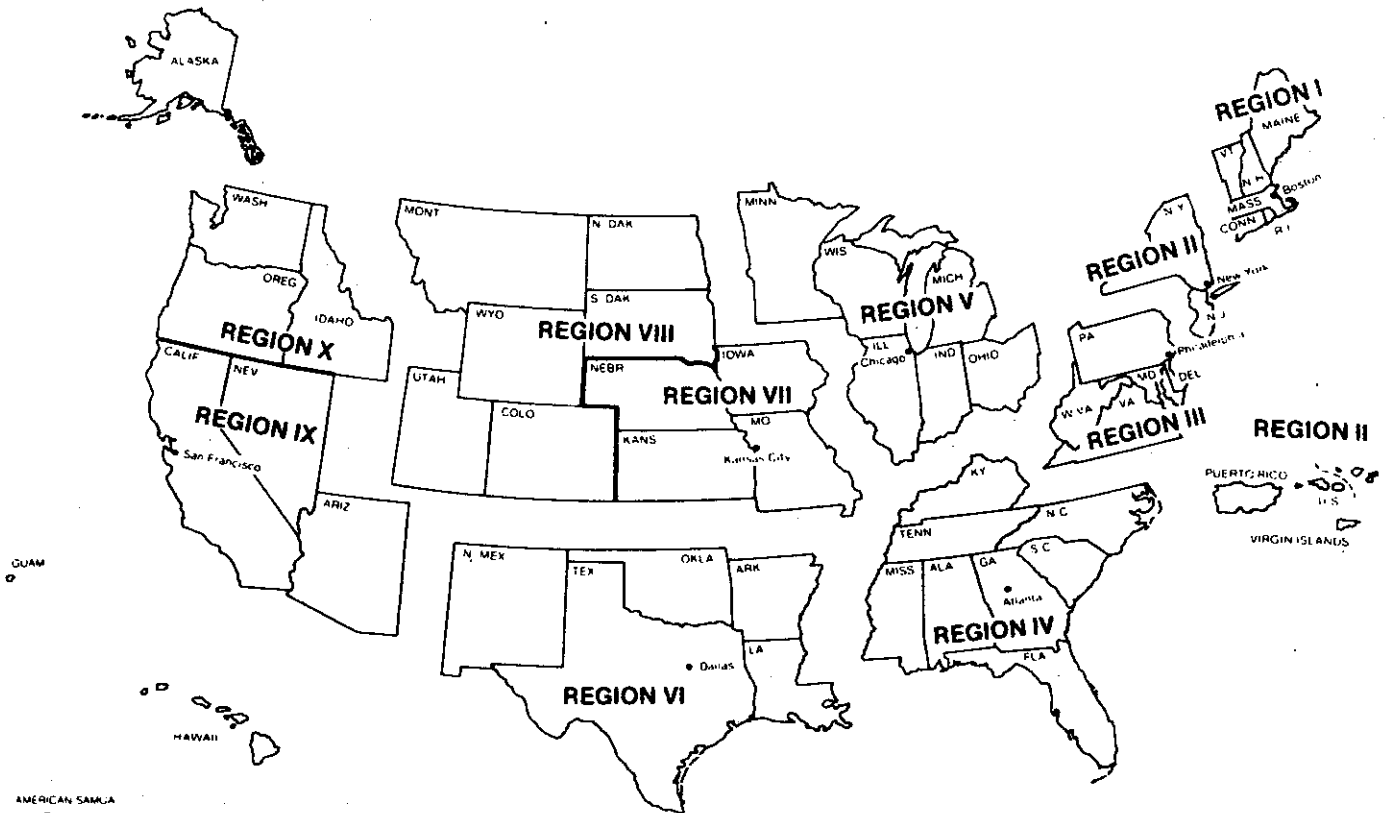 ALASKA
REGION I
MAINE
VT
N H
Boston
MASS
CONN
R I
WASH
MONT
N DAK
MINN
WIS
MICH
N Y
REGION II
New York
N J
OREG
IDAHO
REGION X
WYO
S DAK
REGION VIII
REGION V
ILL
Chicago
IND
OHIO
PA
Philadelphia
MD
DEL
W VA
VA
REGION III
CALIF
NEV
REGION IX
San Francisco
UTAH
COLO
NEBR
IOWA
REGION VII
KANS
MO
Kansas City
KY
REGION II
PUERTO RICO
U S
VIRGIN ISLANDS
ARIZ
N. MEX
TEX
OKLA
ARK
TENN
N C
S C
MISS
ALA
GA
Atlanta
REGION IV
FLA
LA
Dallas
REGION VI
GUAM
HAWAII
AMERICAN SAMOA